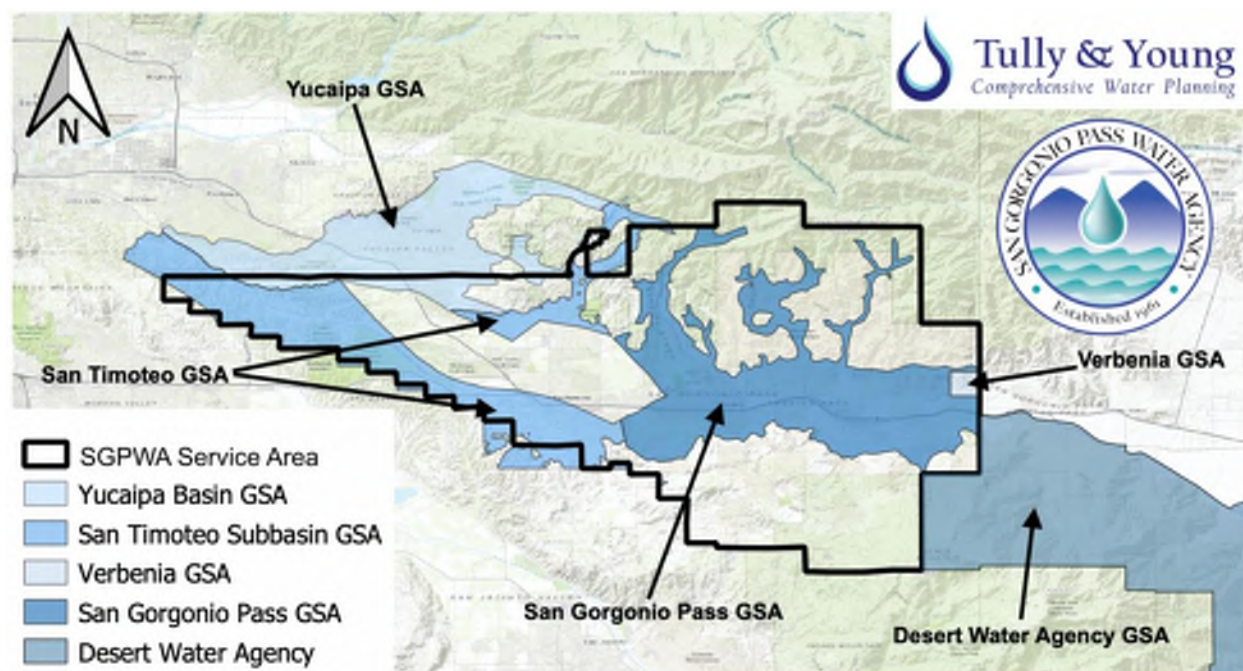 Tully & Young
Comprehensive Water Planning
Yucaipa GSA
N
SAN GORGONIO PASS WATER AGENCY
Established 1961
San Timoteo GSA
Verbenia GSA
SGPWA Service Area
Yucaipa Basin GSA
San Timoteo Subbasin GSA
Verbenia GSA
San Gorgonio Pass GSA
Desert Water Agency
San Gorgonio Pass GSA
Desert Water Agency GSA